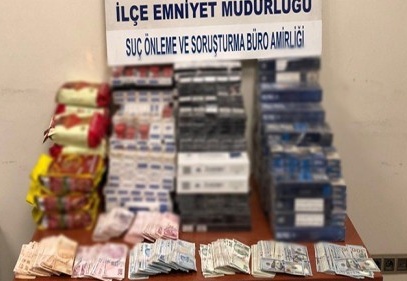 İLÇE EMNİYET MÜDÜRLÜĞÜ
SUÇ ÖNLEME VE SORUŞTURMA BÜRO AMİRLİĞİ